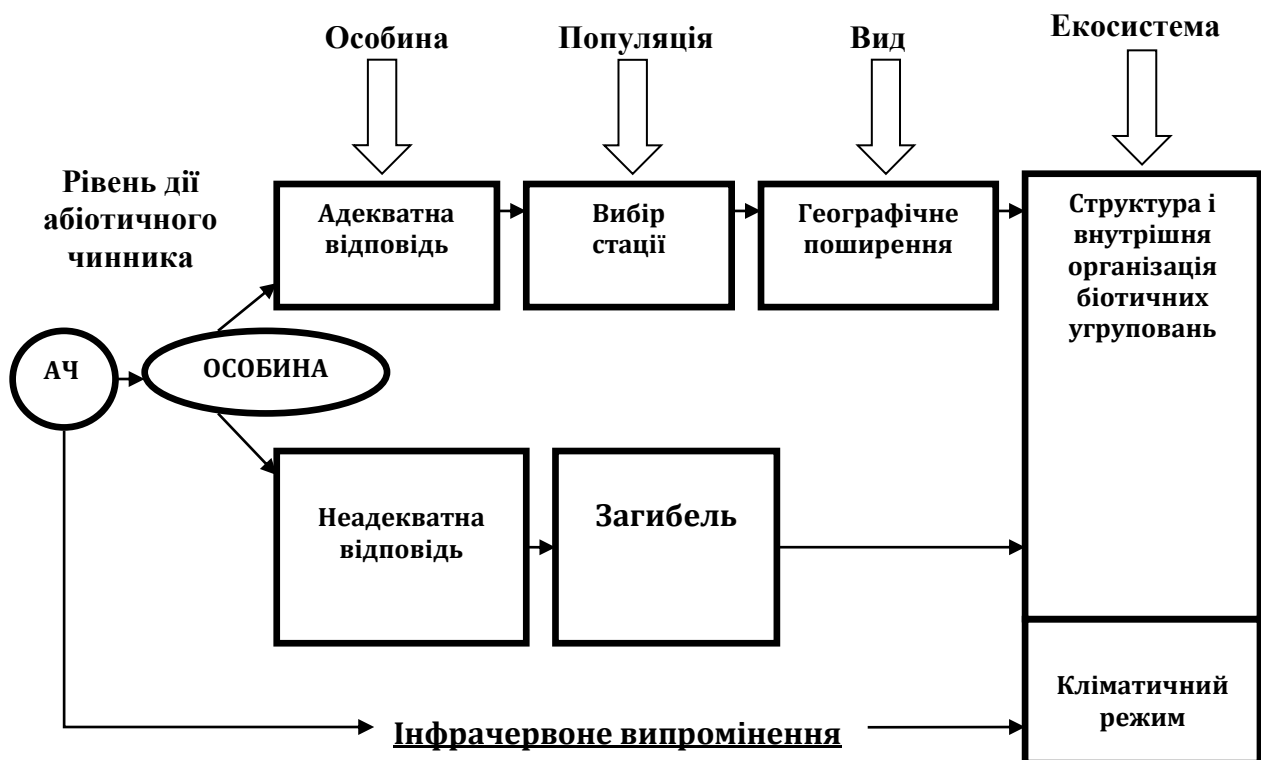 Особина
Популяція
Вид
Екосистема
Рівень дії
абіотичного
чинника
Адекватна
відповідь
Вибір
стації
Географічне
поширення
Структура і
внутрішня
організація
біотичних
угруповань
АЧ
ОСОБИНА
Неадекватна
відповідь
Загибель
Кліматичний
режим
Інфрачервоне випромінення